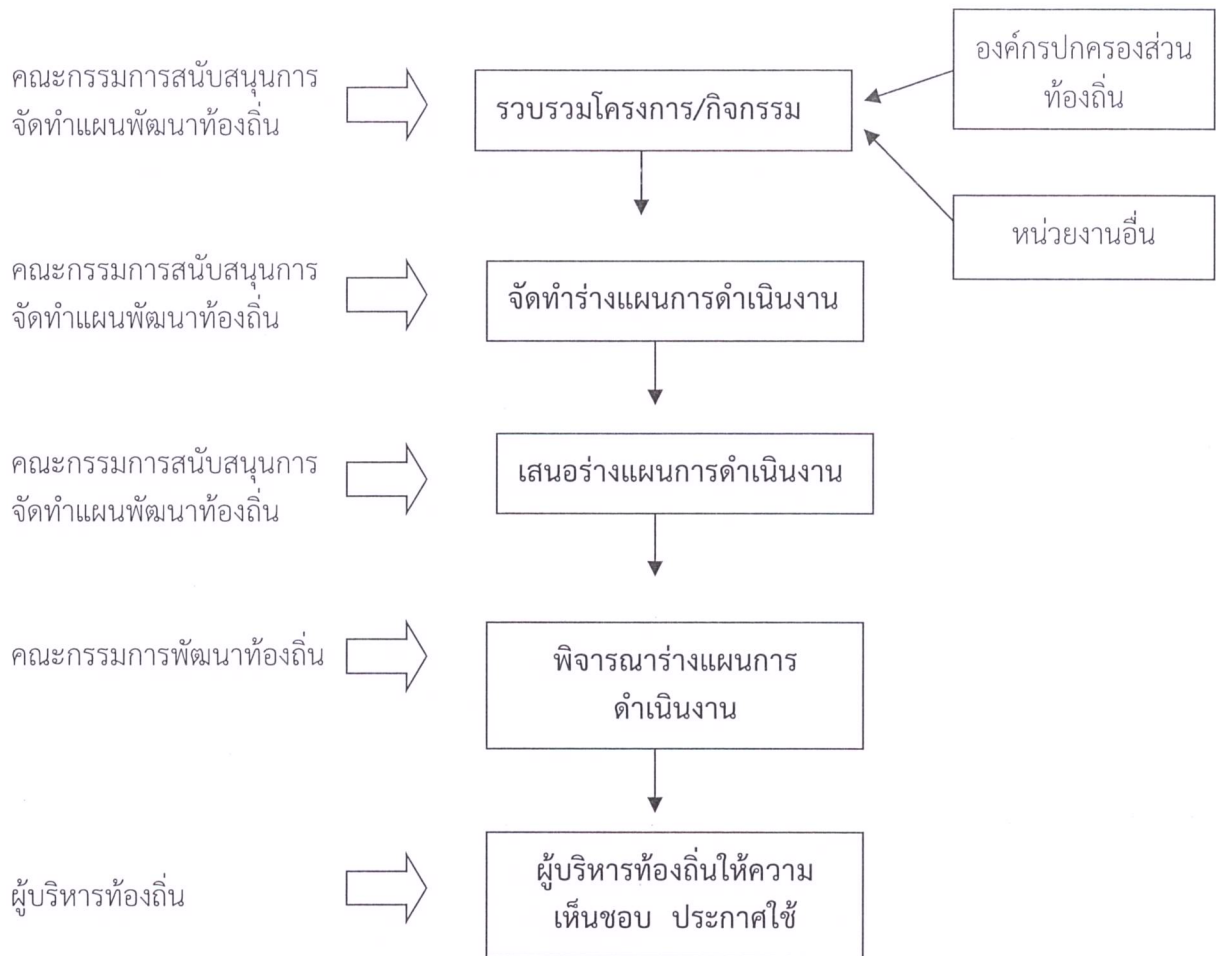 องค์กรปกครองส่วน
ท้องถิ่น
คณะกรรมการสนับสนุนการ
จัดทำแผนพัฒนาท้องถิ่น
รวบรวมโครงการ/กิจกรรม
หน่วยงานอื่น
คณะกรรมการสนับสนุนการ
จัดทำแผนพัฒนาท้องถิ่น
จัดทำร่างแผนการดำเนินงาน
คณะกรรมการสนับสนุนการ
จัดทำแผนพัฒนาท้องถิ่น
เสนอร่างแผนการดำเนินงาน
คณะกรรมการพัฒนาท้องถิ่น
พิจารณาร่างแผนการ
ดำเนินงาน
ผู้บริหารท้องถิ่น
ผู้บริหารท้องถิ่นให้ความ
เห็นชอบ ประกาศใช้